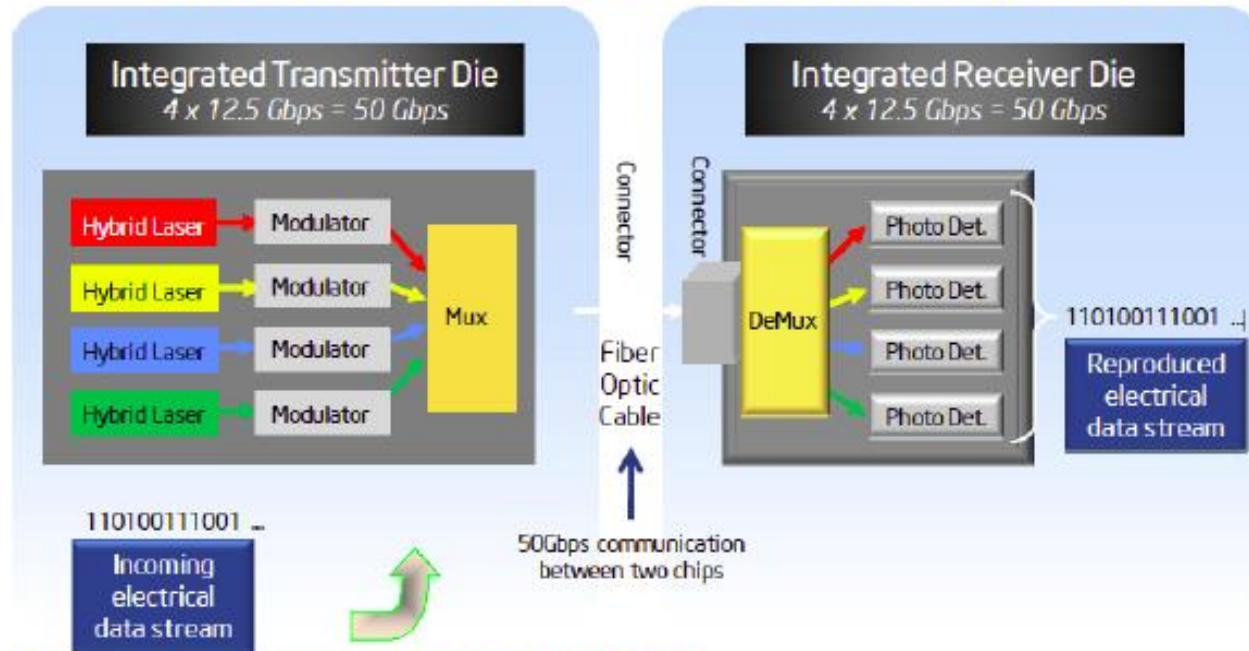 Integrated Transmitter Die
4 x 12.5 Gbps = 50 Gbps
Hybrid Laser
Modulator
Hybrid Laser
Modulator
Hybrid Laser
Modulator
Hybrid Laser
Modulator
Mux
110100111001 ...
Incoming
electrical
data stream
Connector
Fiber
Optic
Cable
50Gbps communication
between two chips
Integrated Receiver Die
4 x 12.5 Gbps = 50 Gbps
Connector
DeMux
Photo Det.
Photo Det.
Photo Det.
Photo Det.
110100111001 ...
Reproduced
electrical
data stream